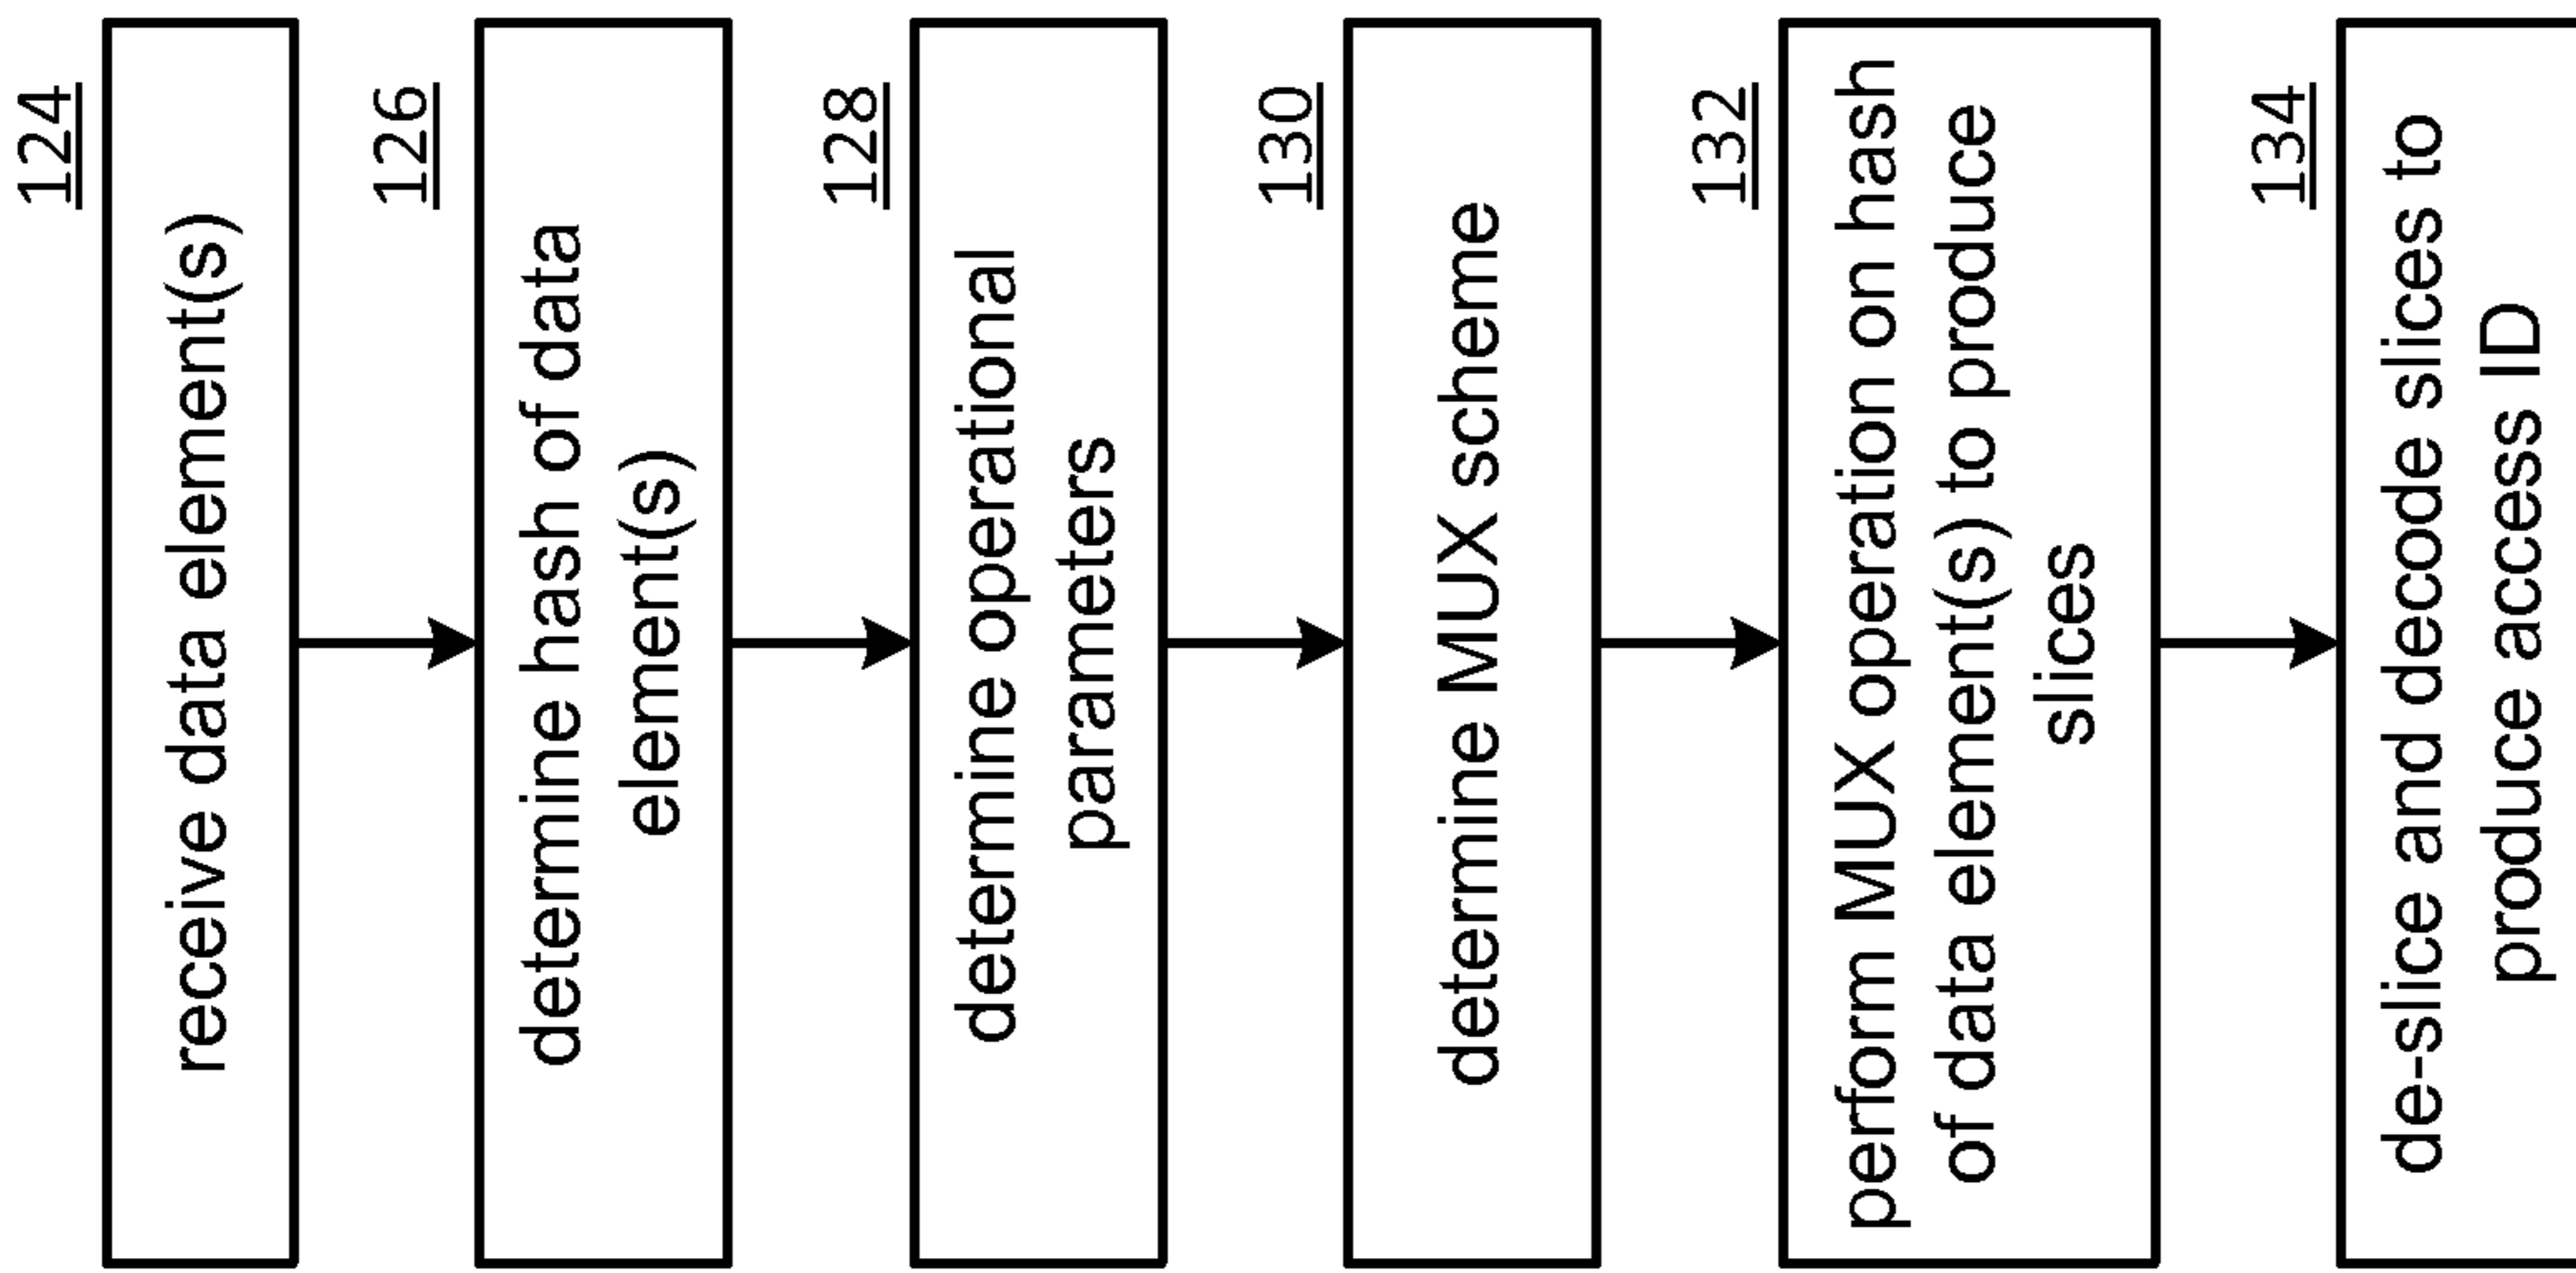 124
receive data element(s)
126
determine hash of data
element(s)
128
determine operational
parameters
130
determine MUX scheme
132
perform MUX operation on hash
of data element(s) to produce
slices
134
de-slice and decode slices to
produce access ID